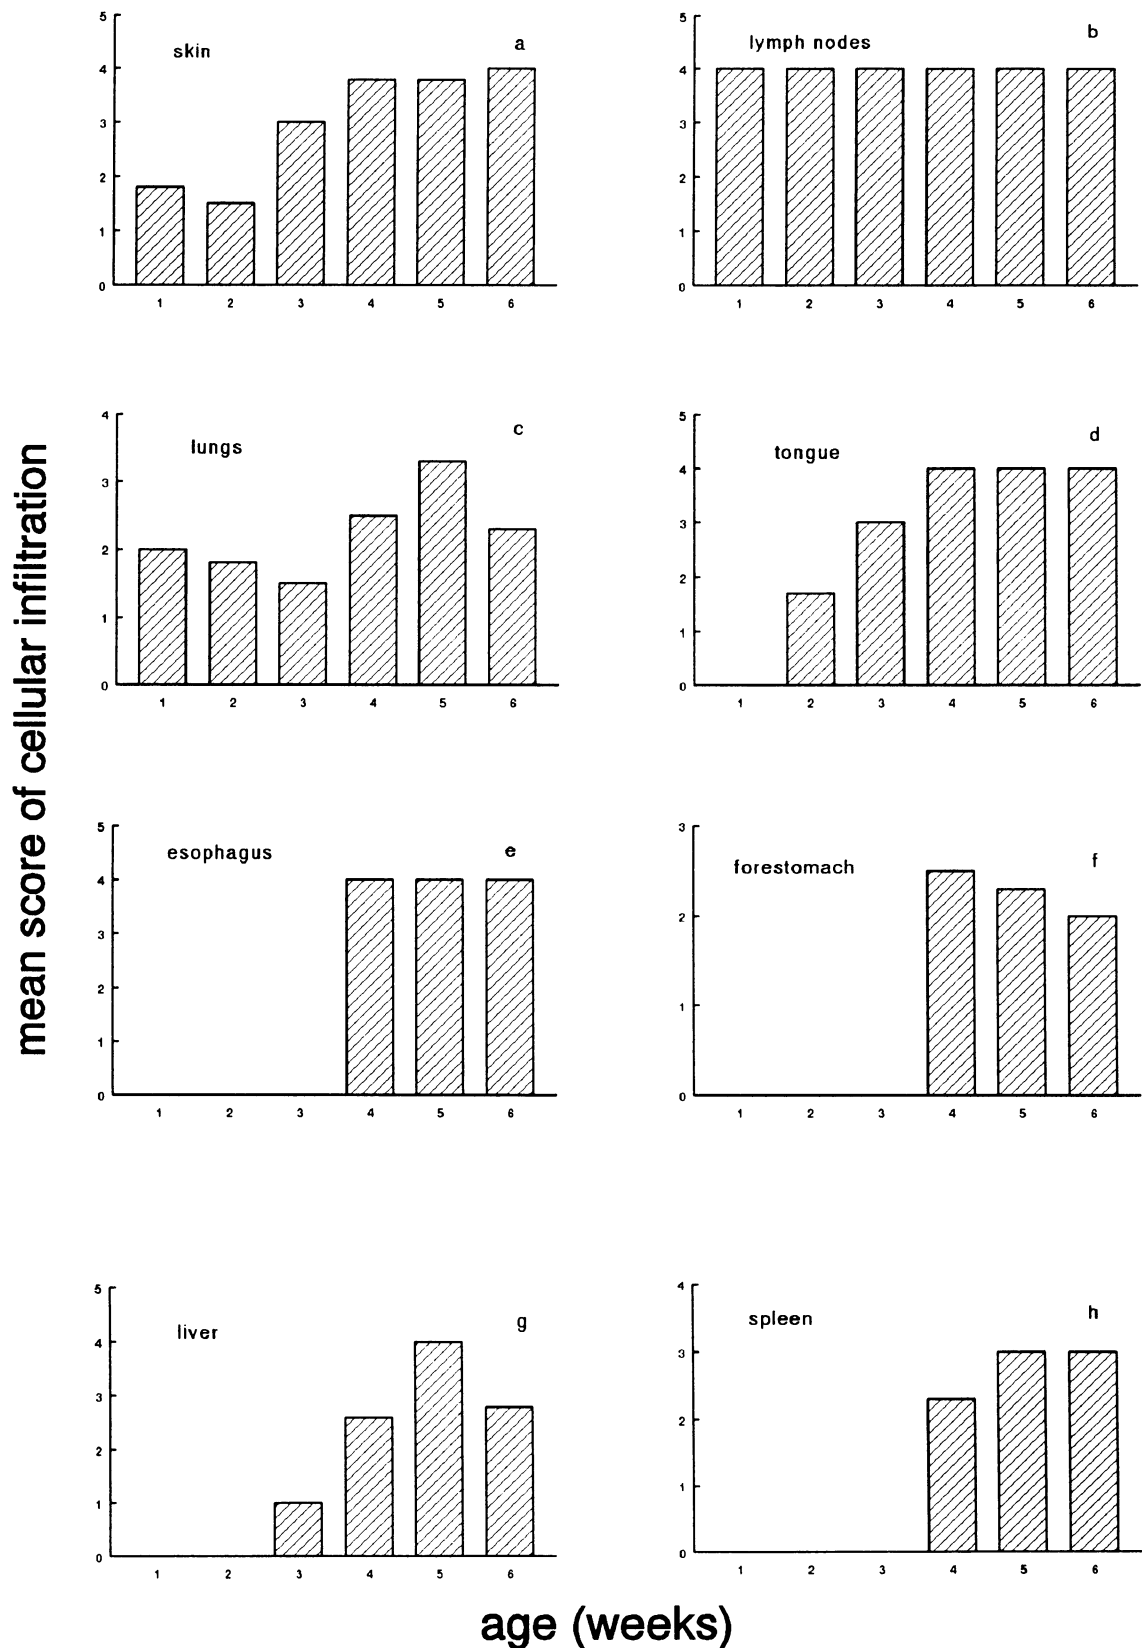 mean score of cellular infiltration
skin
a
5
4
3
2
1
0
1 2 3 4 5 6
lymph nodes
b
5
4
3
2
1
0
1 2 3 4 5 6
lungs
c
4
3
2
1
0
1 2 3 4 5 6
tongue
d
5
4
3
2
1
0
1 2 3 4 5 6
esophagus
e
5
4
3
2
1
0
1 2 3 4 5 6
forestomach
f
3
2
1
0
1 2 3 4 5 6
liver
g
5
4
3
2
1
0
1 2 3 4 5 6
spleen
h
4
3
2
1
0
1 2 3 4 5 6
age (weeks)